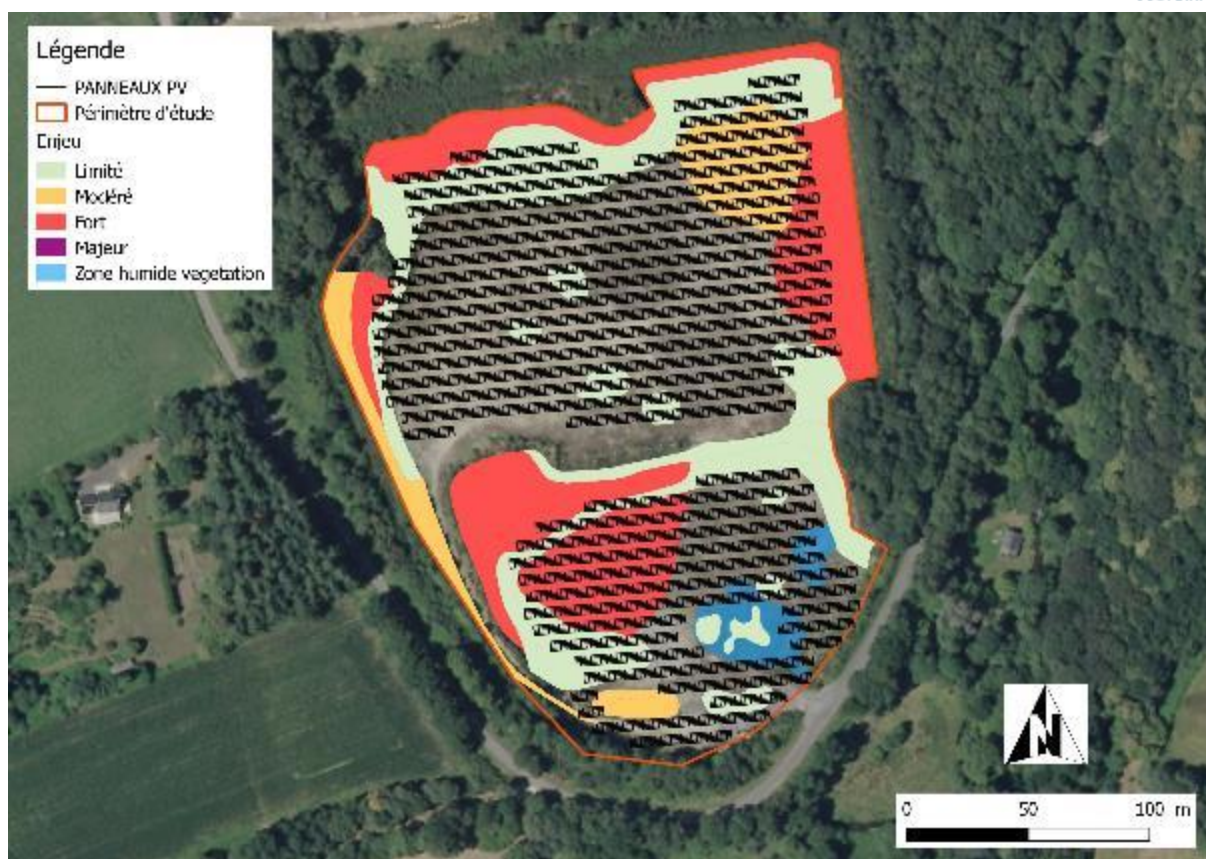 Légende
PANNEAUX PV
Périmètre d'étude
Enjeu
Limité
Modéré
Fort
Majeur
Zone humide vegetation
N
0 50 100 m